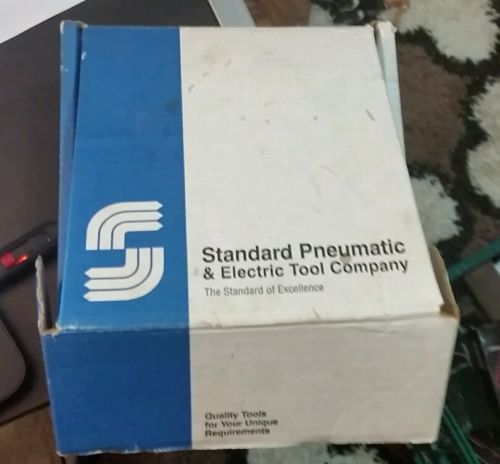 Standard Pneumatic
& Electric Tool Company
The Standard of Excellence
Quality Tools
for Your Unique
Requirements